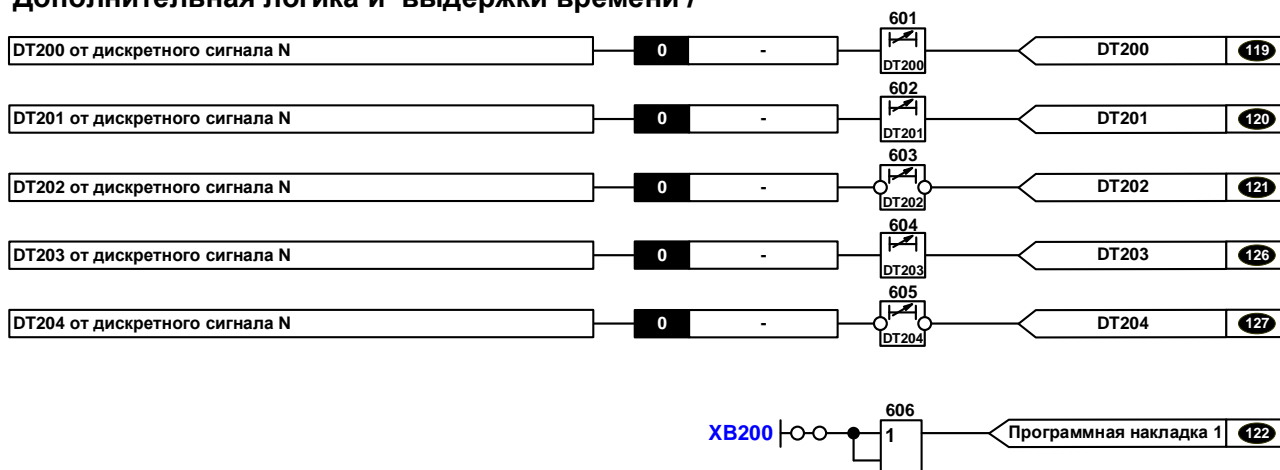 Дополнительная логика и выдержки времени /
601
DT200 от дискретного сигнала N 0 - DT200 DT200 119
602
DT201 от дискретного сигнала N 0 - DT201 DT201 120
603
DT202 от дискретного сигнала N 0 - DT202 DT202 121
604
DT203 от дискретного сигнала N 0 - DT203 DT203 126
605
DT204 от дискретного сигнала N 0 - DT204 DT204 127
606
XB200 1 Программная накладка 1 122